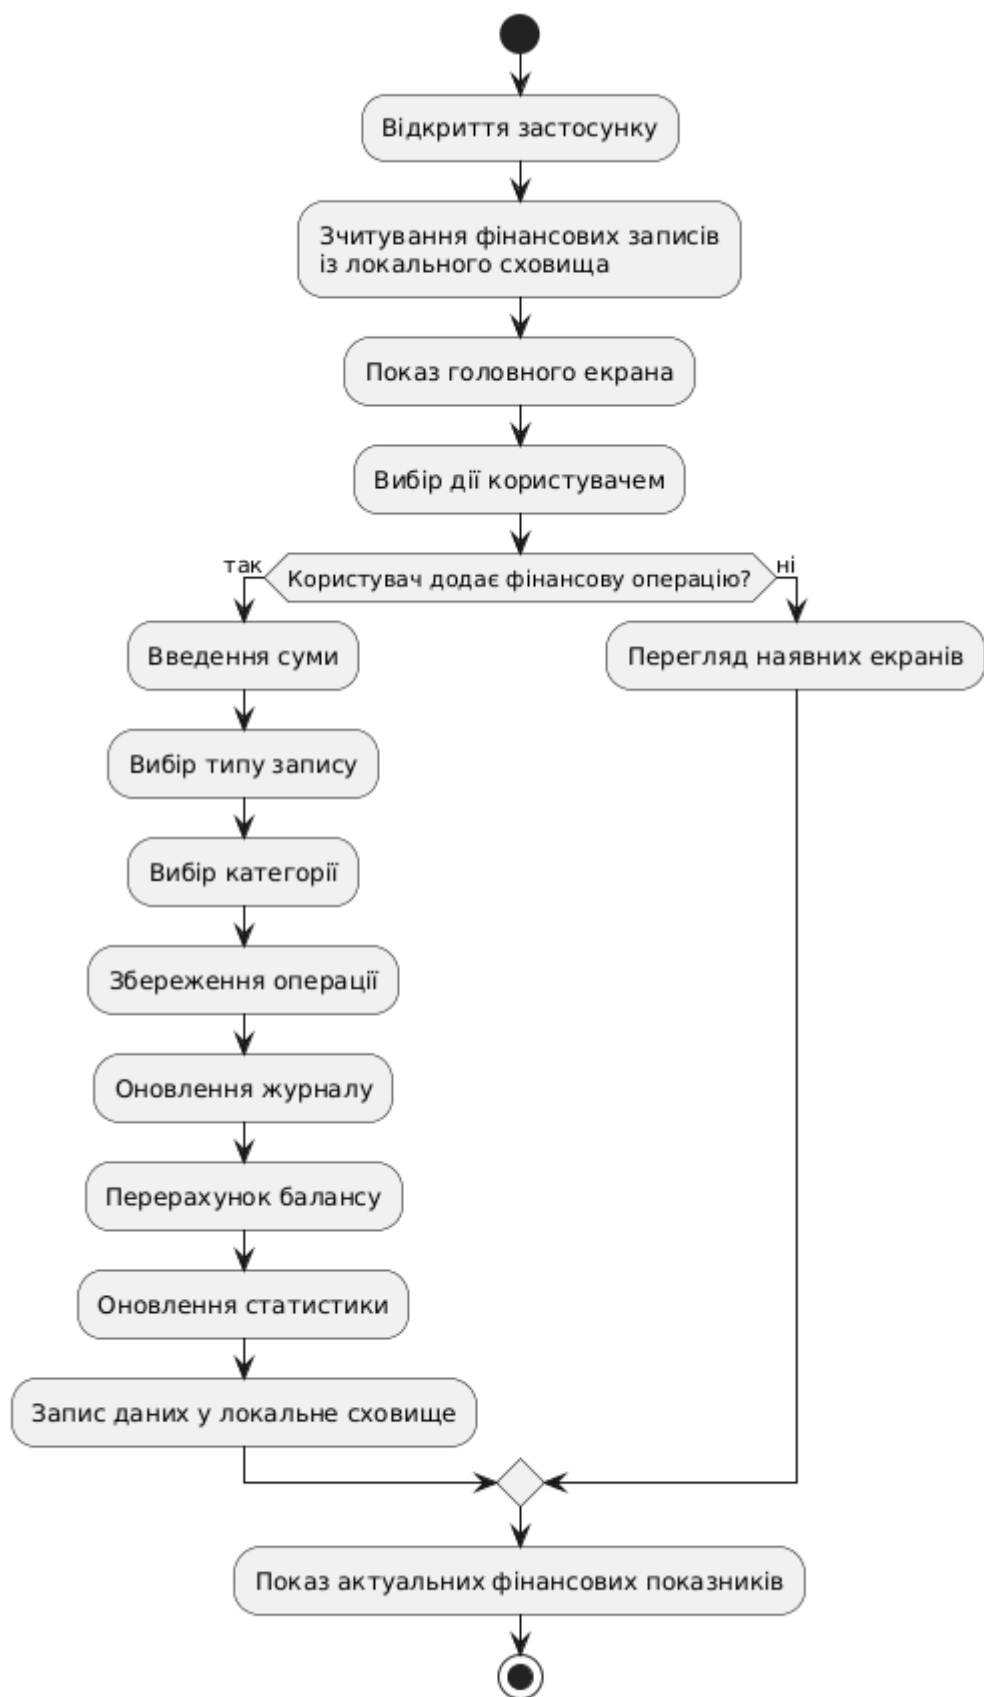 Відкриття застосунку
Зчитування фінансових записів
із локального сховища
Показ головного екрана
Вибір дії користувачем
так
Користувач додає фінансову операцію?
ні
Введення суми
Перегляд наявних екранів
Вибір типу запису
Вибір категорії
Збереження операції
Оновлення журналу
Перерахунок балансу
Оновлення статистики
Запис даних у локальне сховище
Показ актуальних фінансових показників